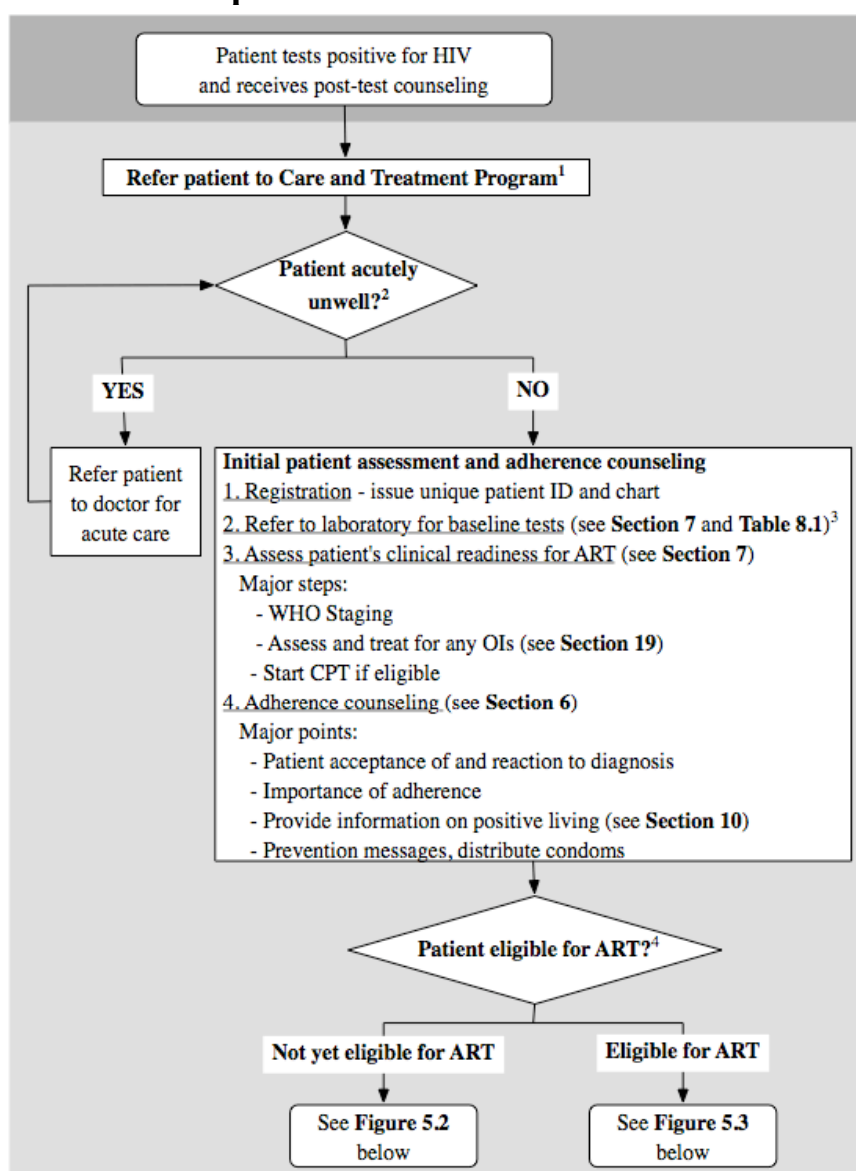 Patient tests positive for HIV
and receives post-test counseling
Refer patient to Care and Treatment Program¹
Patient acutely
unwell?²
YES
NO
Refer patient
to doctor for
acute care
Initial patient assessment and adherence counseling
1. Registration - issue unique patient ID and chart
2. Refer to laboratory for baseline tests (see Section 7 and Table 8.1)³
3. Assess patient's clinical readiness for ART (see Section 7)
Major steps:
- WHO Staging
- Assess and treat for any OIs (see Section 19)
- Start CPT if eligible
4. Adherence counseling (see Section 6)
Major points:
- Patient acceptance of and reaction to diagnosis
- Importance of adherence
- Provide information on positive living (see Section 10)
- Prevention messages, distribute condoms
Patient eligible for ART?⁴
Not yet eligible for ART
Eligible for ART
See Figure 5.2
below
See Figure 5.3
below